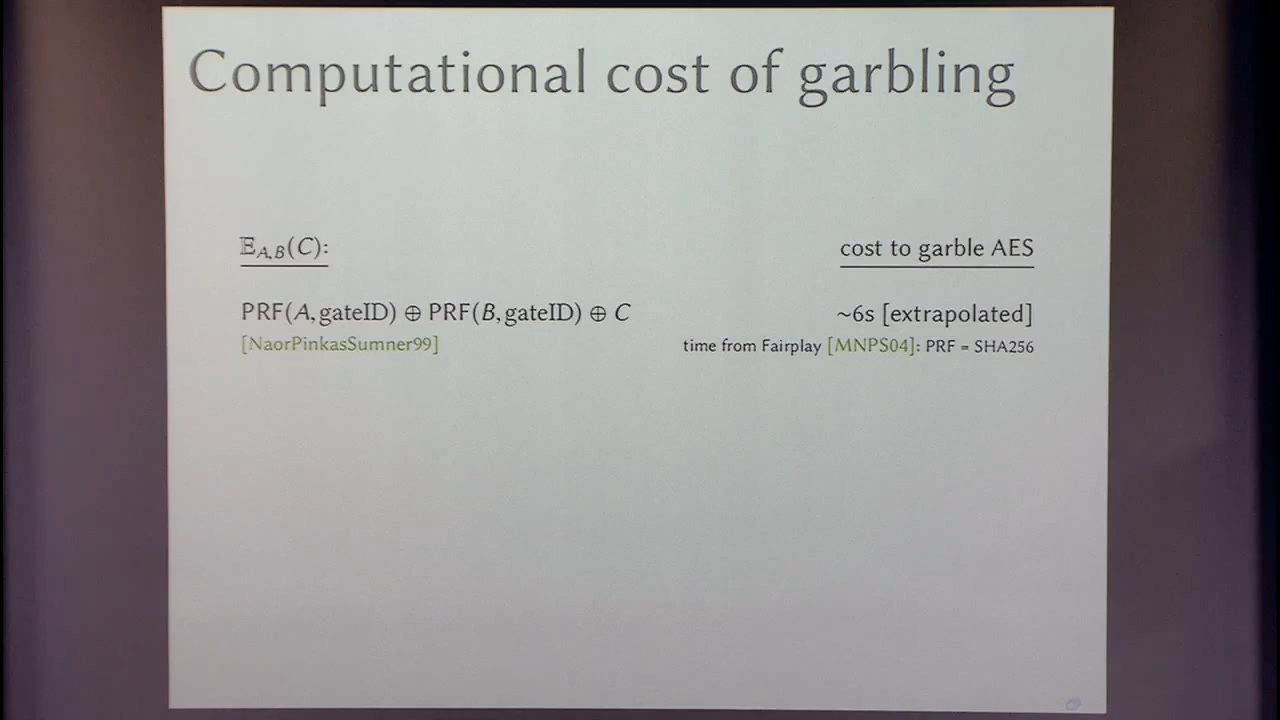 Computational cost of garbling
𝔼A,B(C):
cost to garble AES
PRF(A, gateID) ⊕ PRF(B, gateID) ⊕ C
~6s [extrapolated]
[NaorPinkasSumner99]
time from Fairplay [MNPS04]: PRF = SHA256